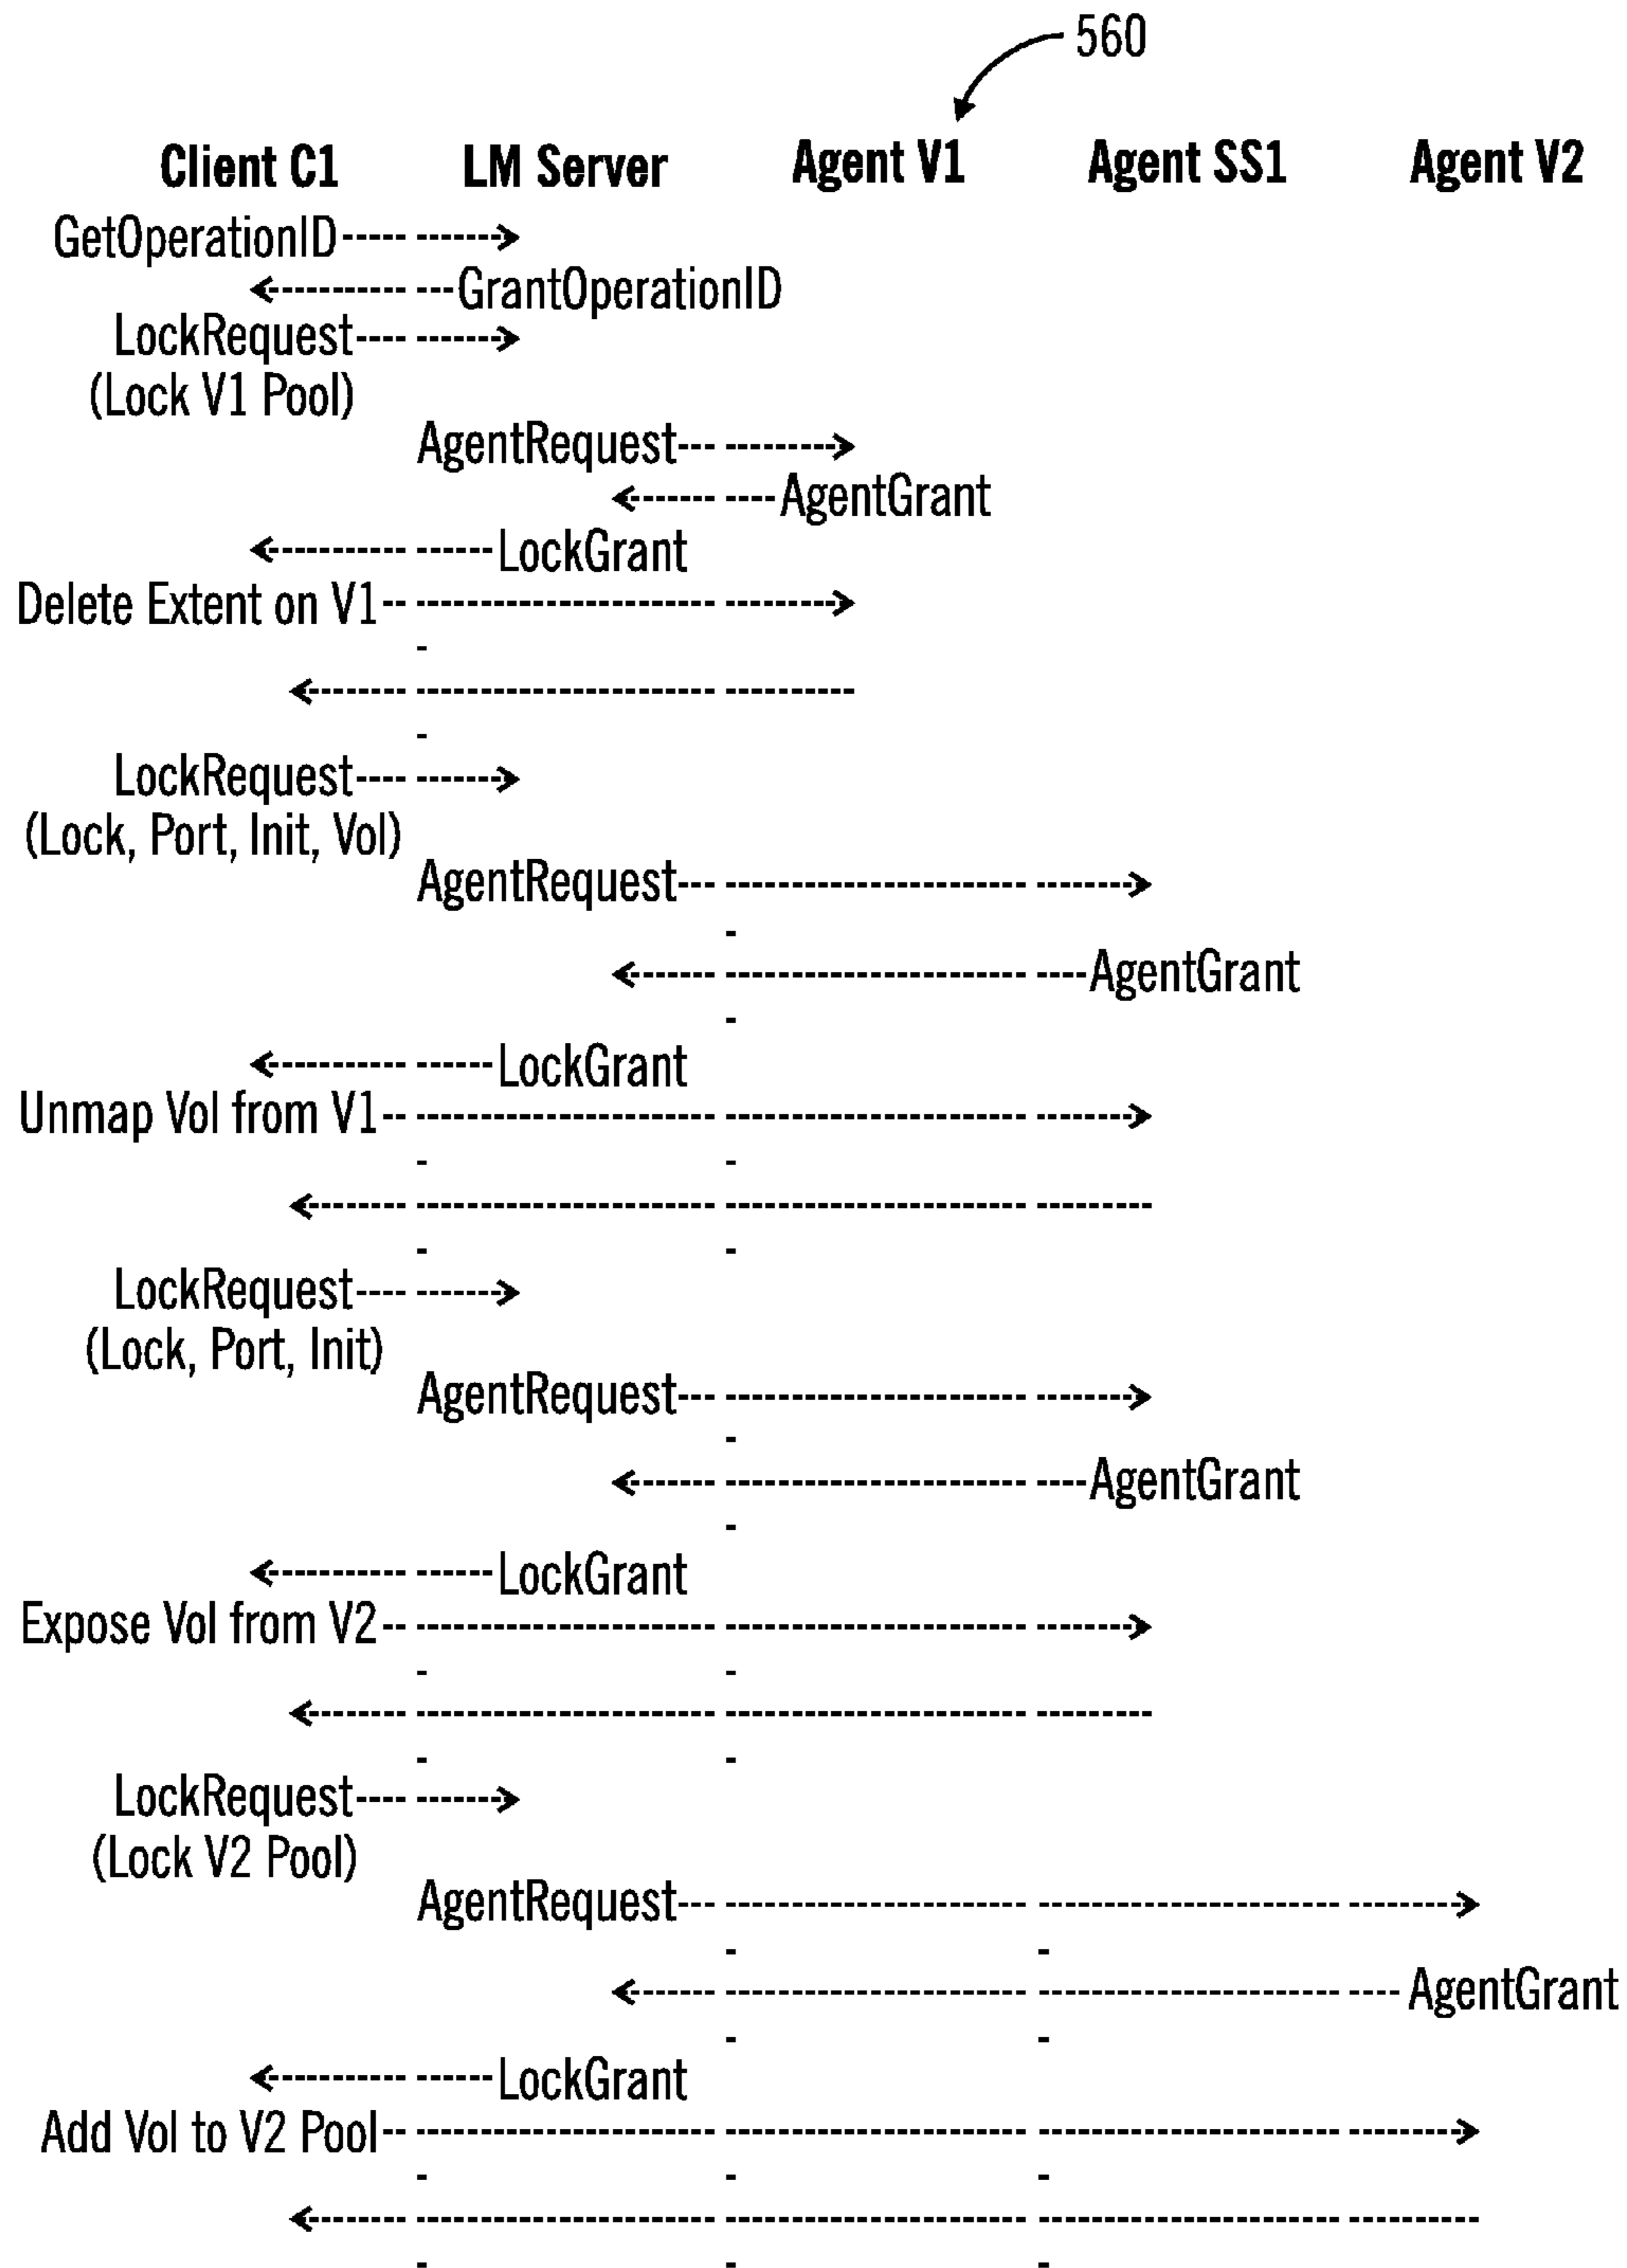 560
Client C1 LM Server Agent V1 Agent SS1 Agent V2
GetOperationID
GrantOperationID
LockRequest
(Lock V1 Pool)
AgentRequest
AgentGrant
LockGrant
Delete Extent on V1
LockRequest
(Lock, Port, Init, Vol)
AgentRequest
AgentGrant
LockGrant
Unmap Vol from V1
LockRequest
(Lock, Port, Init)
AgentRequest
AgentGrant
LockGrant
Expose Vol from V2
LockRequest
(Lock V2 Pool)
AgentRequest
AgentGrant
LockGrant
Add Vol to V2 Pool